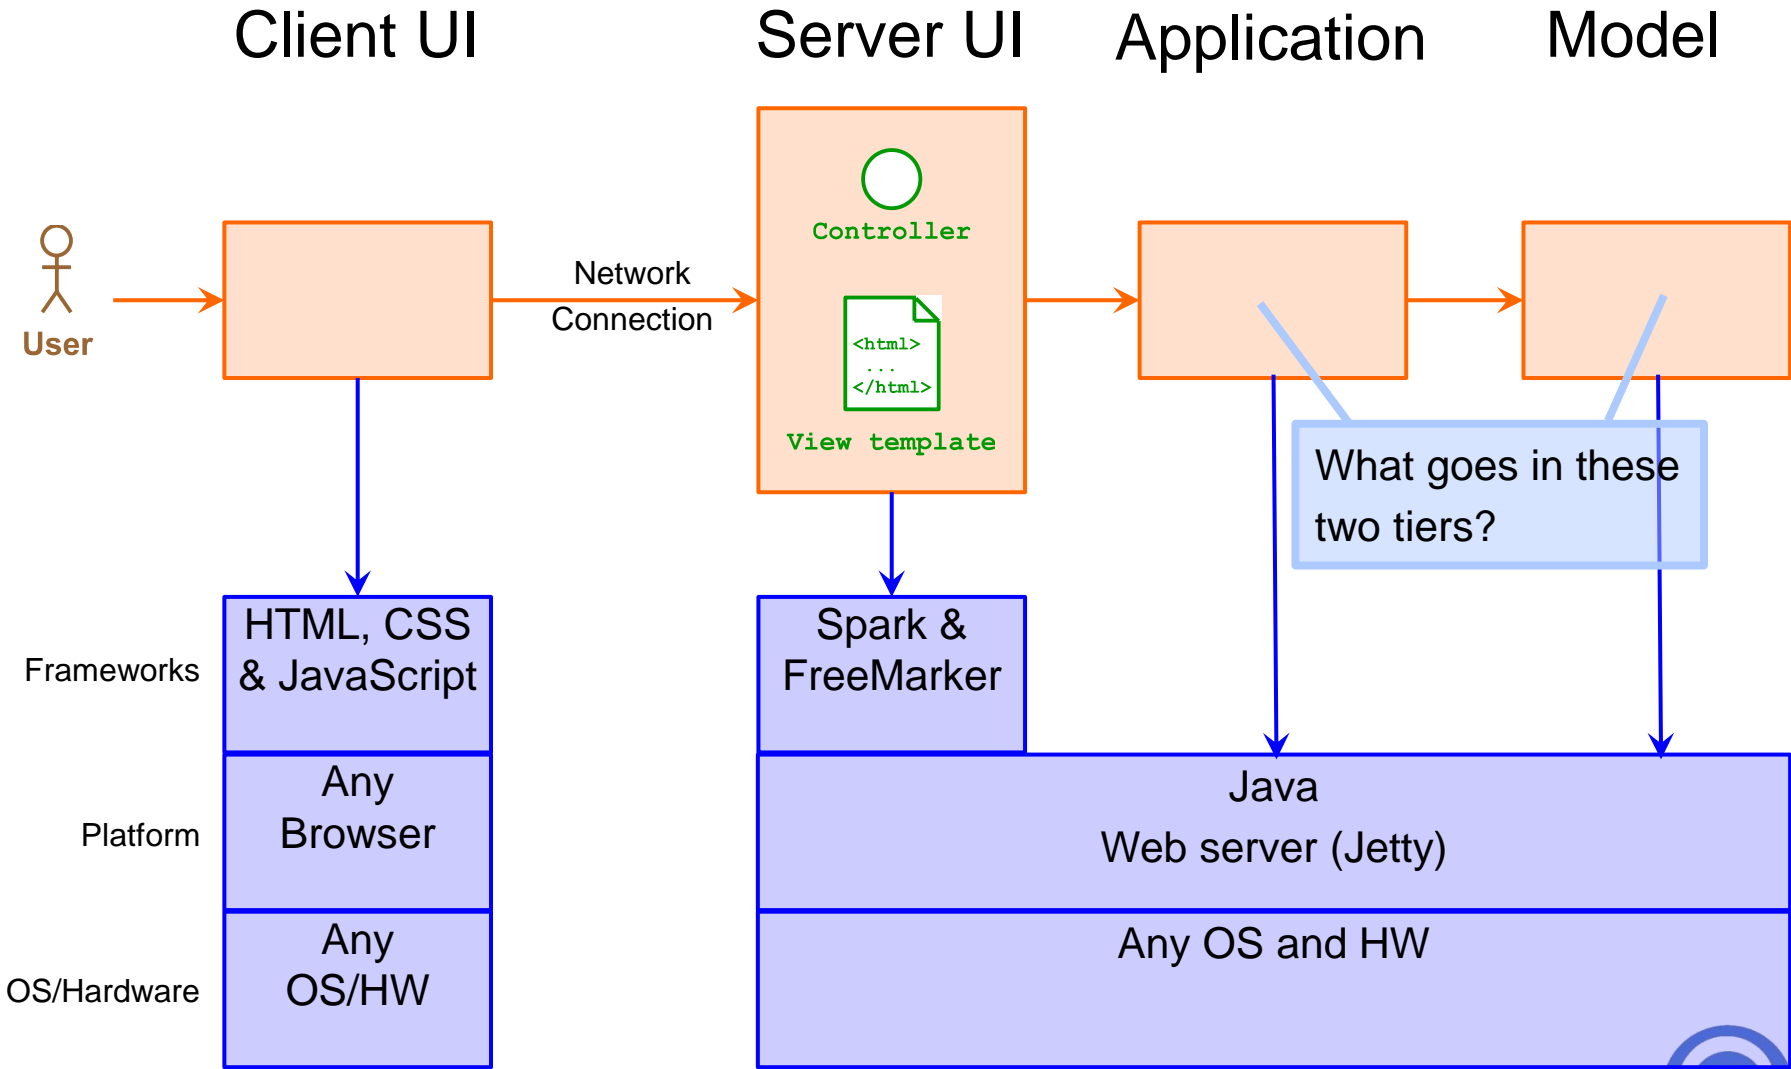 Client UI
Server UI
Application
Model
User
Network
Connection
Controller
<html>
...
</html>
View template
What goes in these
two tiers?
Frameworks
HTML, CSS
& JavaScript
Spark &
FreeMarker
Platform
Any
Browser
Java
Web server (Jetty)
OS/Hardware
Any
OS/HW
Any OS and HW